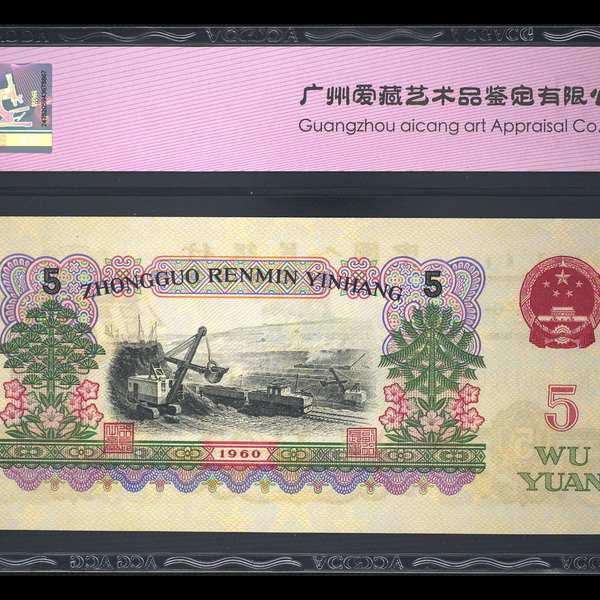 广州爱藏艺术品鉴定有限
Guangzhou aicang art Appraisal Co.
5 ZHONGGUO RENMIN YINHANG 5
5
1960
WU
YUAN